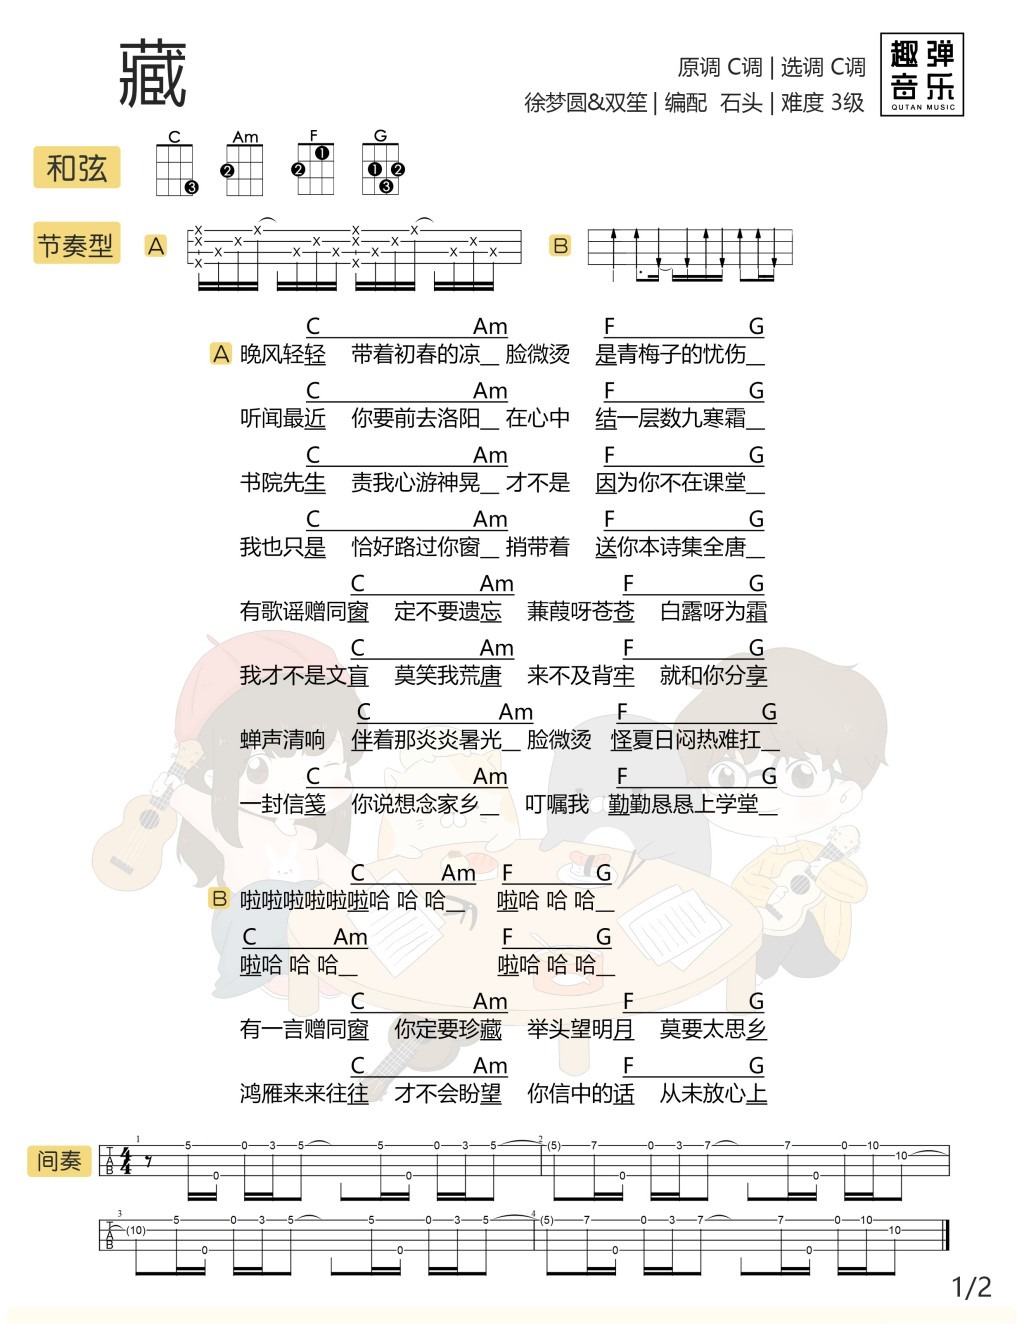 藏
原调 C调 | 选调 C调
徐梦圆&双笙 | 编配 石头 | 难度 3级
趣弹
音乐
QUTAN MUSIC
和弦
C Am F G
3 2 1 2 1 2 3
节奏型 A B
C Am F G
A 晚风轻轻 带着初春的凉_ 脸微烫 是青梅子的忧伤_
C Am F G
听闻最近 你要前去洛阳_ 在心中 结一层数九寒霜_
C Am F G
书院先生 责我心游神晃_ 才不是 因为你不在课堂_
C Am F G
我也只是 恰好路过你窗_ 捎带着 送你本诗集全唐_
C Am F G
有歌谣赠同窗 定不要遗忘 蒹葭呀苍苍 白露呀为霜
C Am F G
我才不是文盲 莫笑我荒唐 来不及背牢 就和你分享
C Am F G
蝉声清响 伴着那炎炎暑光_ 脸微烫 怪夏日闷热难扛_
C Am F G
一封信笺 你说想念家乡_ 叮嘱我 勤勤恳恳上学堂_
C Am F G
B 啦啦啦啦啦啦哈 哈 哈_ 啦哈 哈 哈_
C Am F G
啦哈 哈 哈_ 啦哈 哈 哈_
C Am F G
有一言赠同窗 你定要珍藏 举头望明月 莫要太思乡
C Am F G
鸿雁来来往往 才不会盼望 你信中的话 从未放心上
间奏
1 2
T A B 4 4 5 0 0 3 5 5 0 0 3 5 (5) 7 0 0 3 7 7 0 0 10 10
3 4
(10) 5 0 0 3 5 5 0 0 3 5 (5) 7 0 0 3 7 7 0 0 10 10
1/2